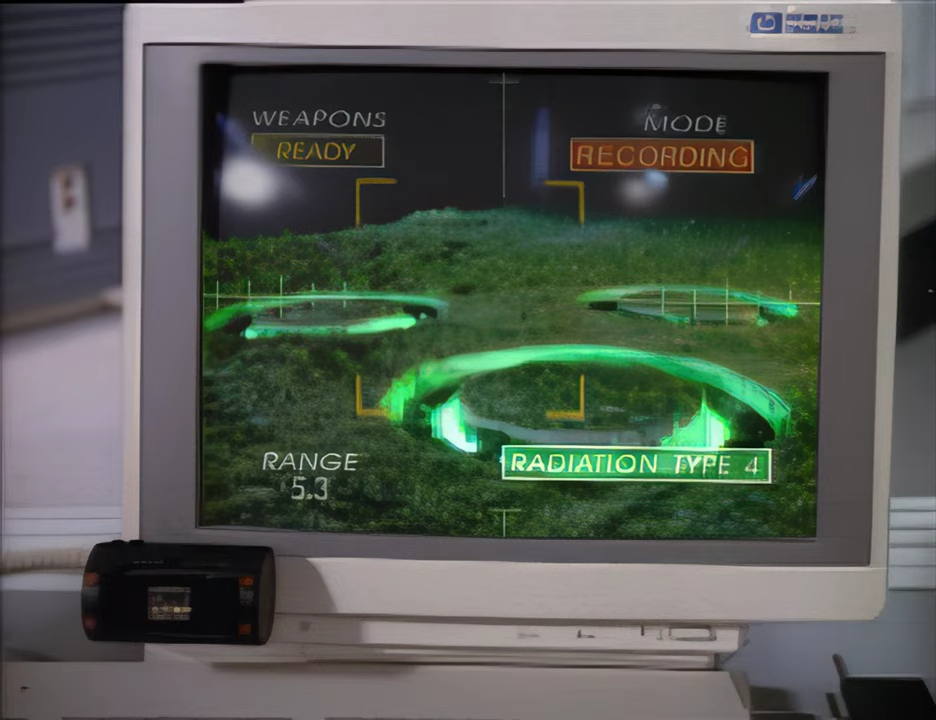 WEAPONS
READY
MODE
RECORDING
RANGE
5.3
RADIATION TYPE 4